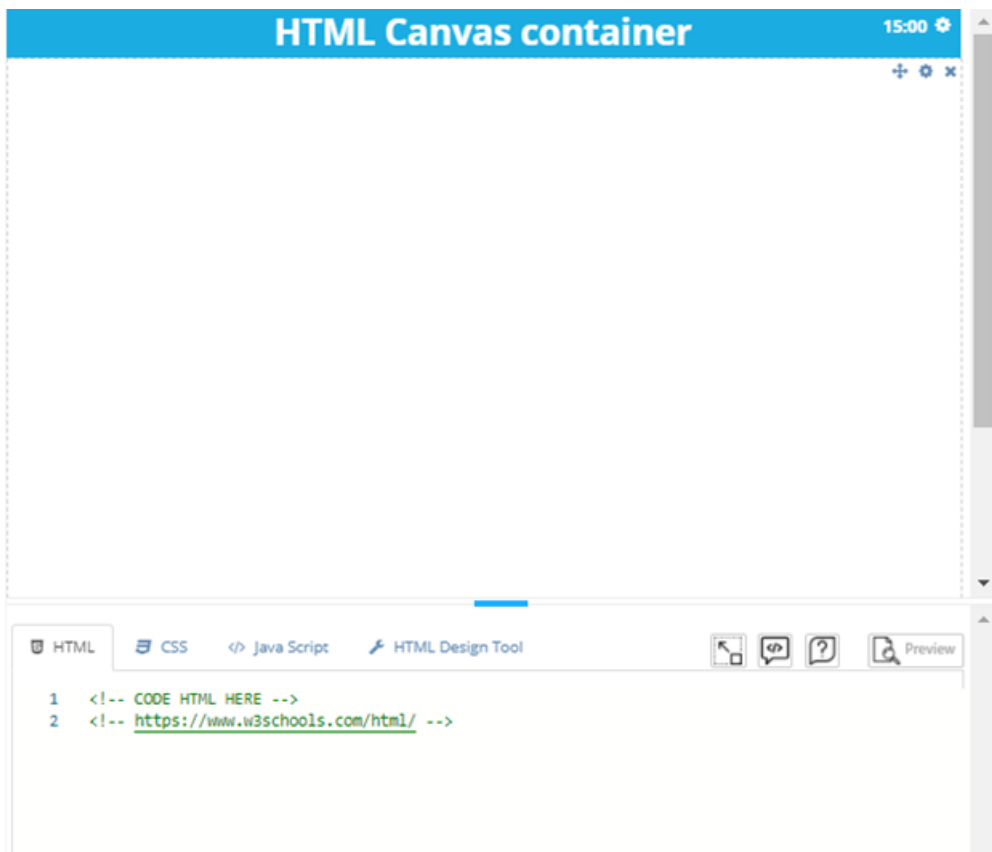 HTML Canvas container
15:00
HTML CSS </> Java Script HTML Design Tool </> ? Preview
1 <!-- CODE HTML HERE -->
2 <!-- https://www.w3schools.com/html/ -->